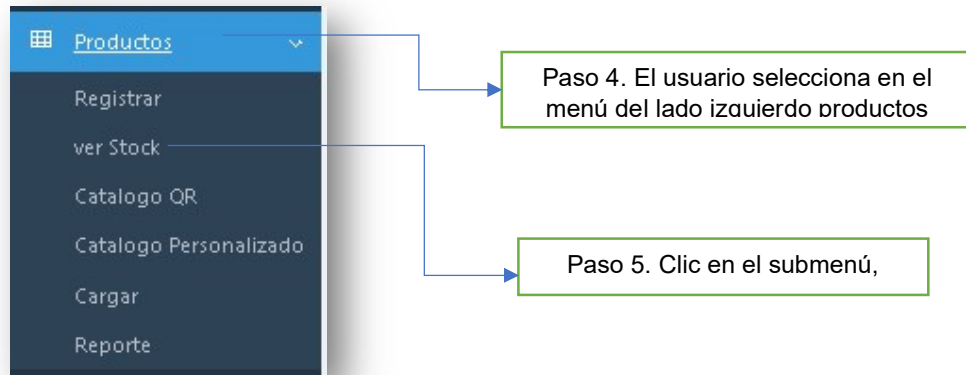 Productos
Registrar
ver Stock
Catalogo QR
Catalogo Personalizado
Cargar
Reporte
Paso 4. El usuario selecciona en el
menú del lado izquierdo productos
Paso 5. Clic en el submenú,